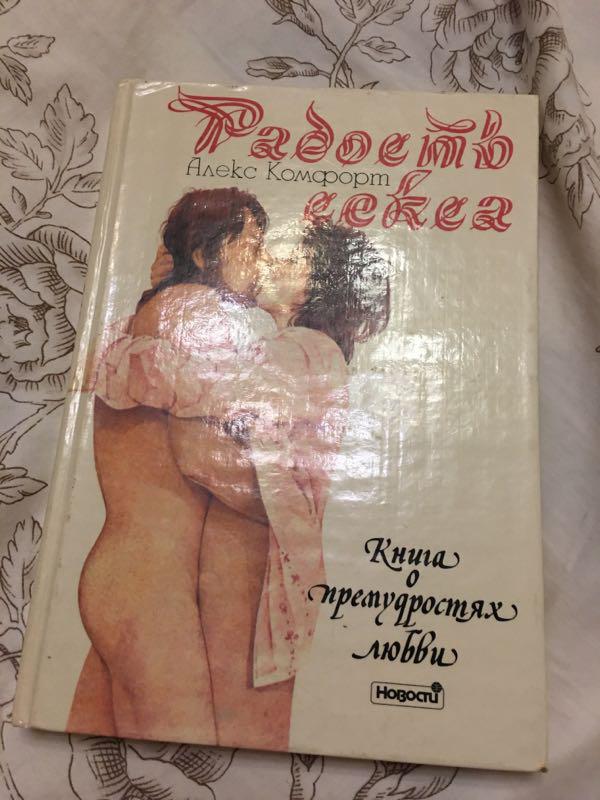 Радость
Алекс Комфорт
секса
Книга
о
премудростях
любви
Новости